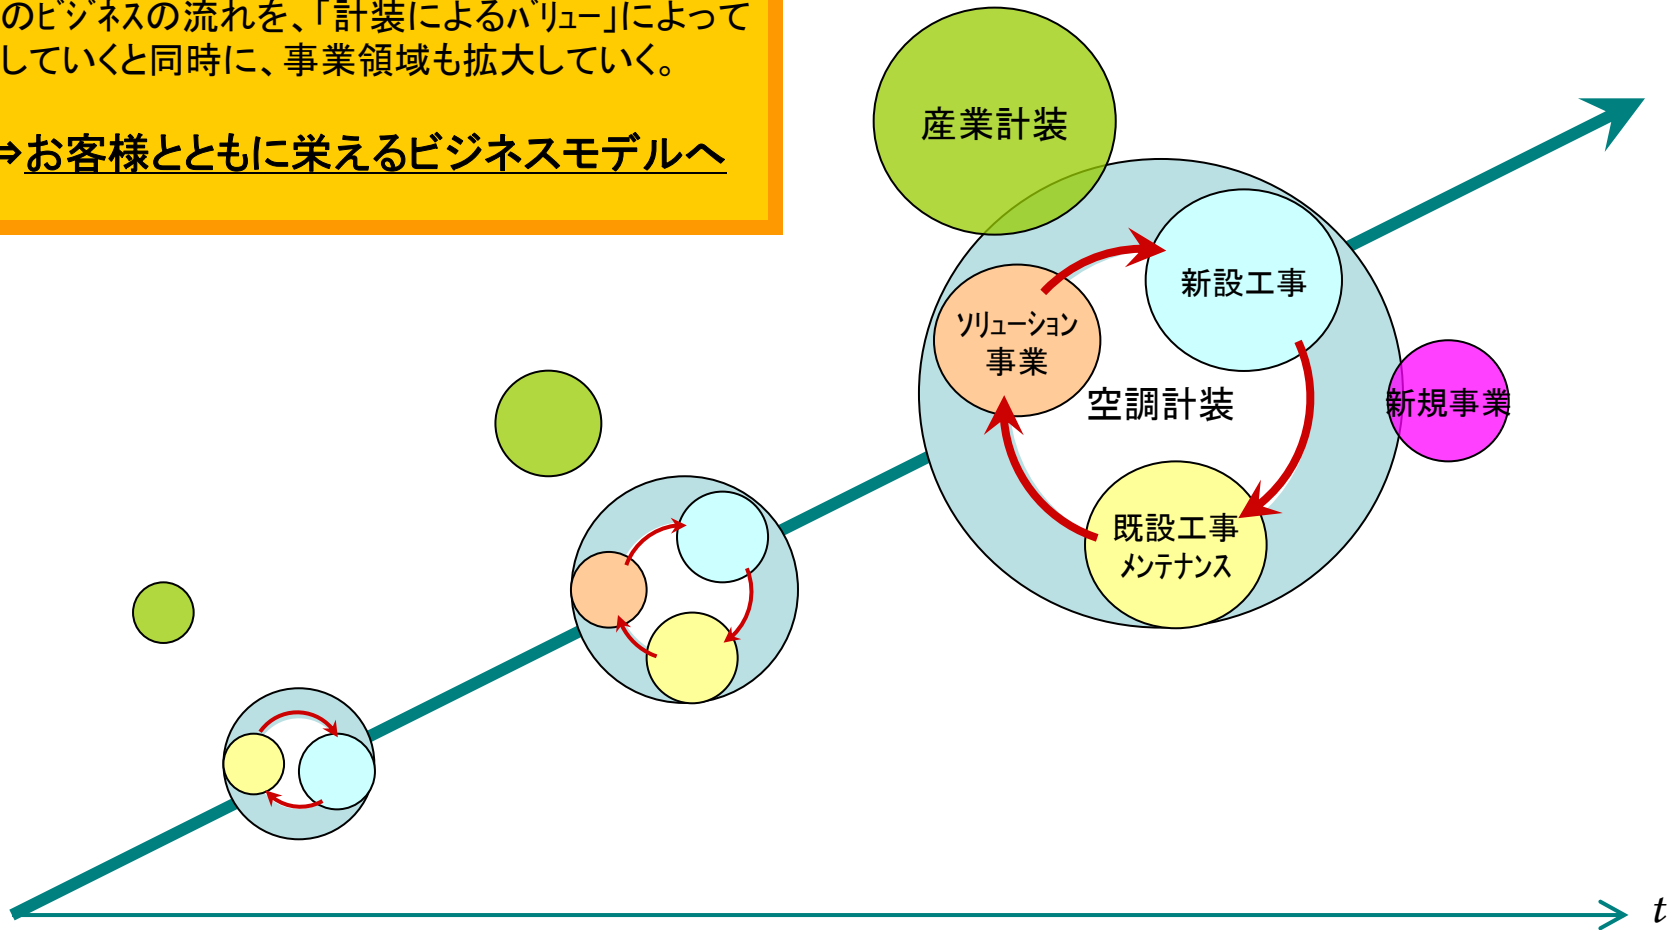 のﾋﾞｼﾞﾈｽの流れを、「計装によるﾊﾞﾘｭｰ」によって
していくと同時に、事業領域も拡大していく。
⇒お客様とともに栄えるビジネスモデルへ
産業計装
新設工事
ｿﾘｭｰｼｮﾝ
事業
空調計装
新規事業
既設工事
ﾒﾝﾃﾅﾝｽ
t